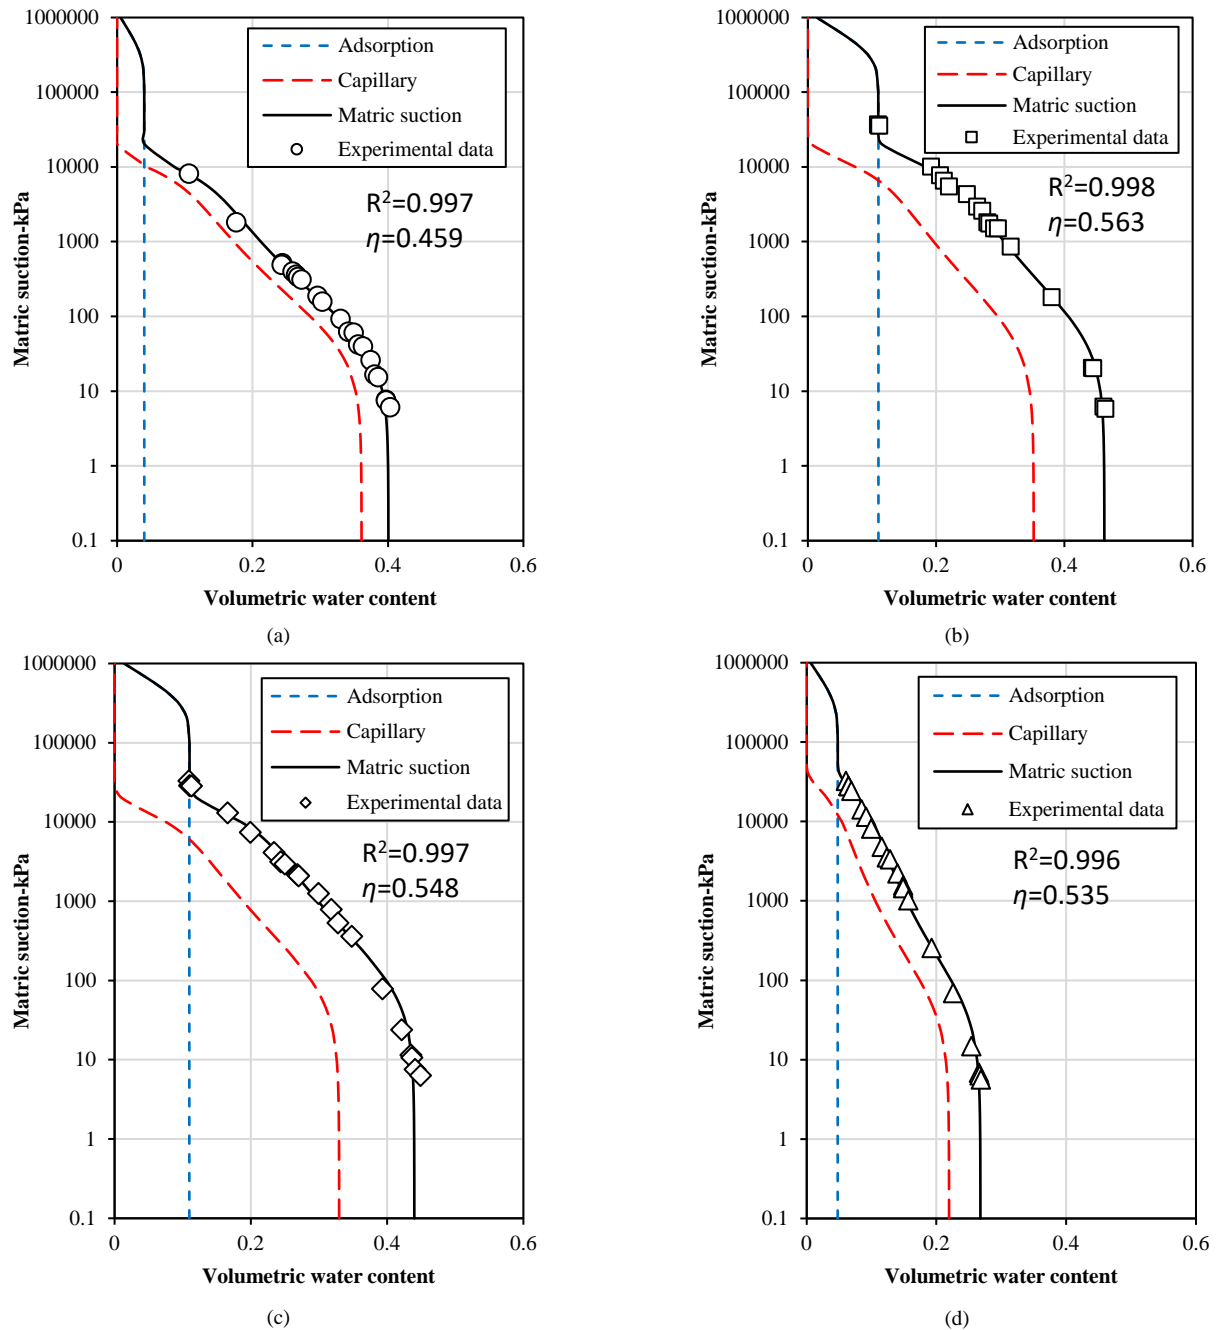 1000000
100000
10000
1000
100
10
1
0.1
Matric suction-kPa
Adsorption
Capillary
Matric suction
Experimental data
R²=0.997
η=0.459
0
0.2
0.4
0.6
Volumetric water content
(a)
1000000
100000
10000
1000
100
10
1
0.1
Matric suction-kPa
Adsorption
Capillary
Matric suction
Experimental data
R²=0.998
η=0.563
0
0.2
0.4
0.6
Volumetric water content
(b)
1000000
100000
10000
1000
100
10
1
0.1
Matric suction-kPa
Adsorption
Capillary
Matric suction
Experimental data
R²=0.997
η=0.548
0
0.2
0.4
0.6
Volumetric water content
(c)
1000000
100000
10000
1000
100
10
1
0.1
Matric suction-kPa
Adsorption
Capillary
Matric suction
Experimental data
R²=0.996
η=0.535
0
0.2
0.4
0.6
Volumetric water content
(d)